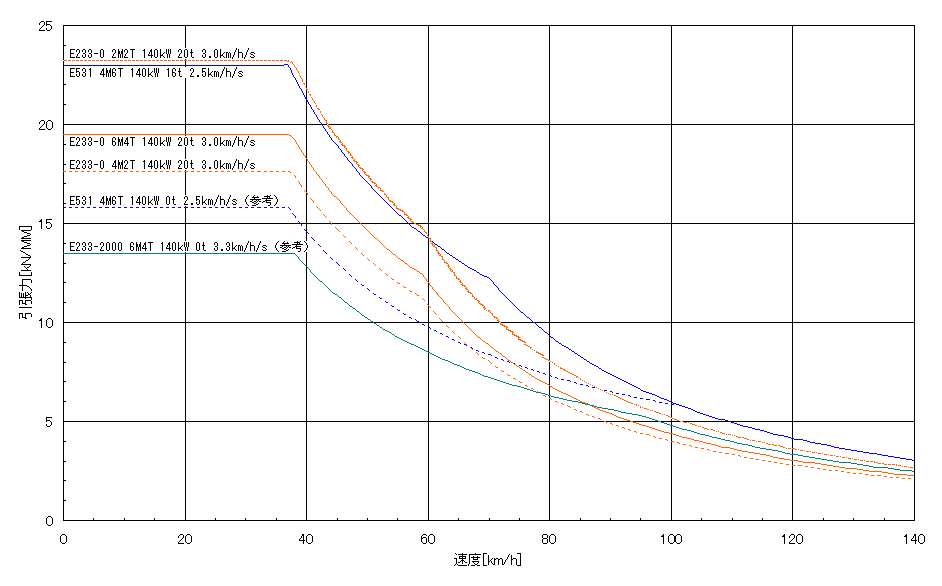 25
E233-0 2M2T 140kW 20t 3.0km/h/s
E531 4M6T 140kW 16t 2.5km/h/s
20
E233-0 6M4T 140kW 20t 3.0km/h/s
E233-0 4M2T 140kW 20t 3.0km/h/s
E531 4M6T 140kW 0t 2.5km/h/s (参考)
15
E233-2000 6M4T 140kW 0t 3.3km/h/s (参考)
引張力[kN/MM]
10
5
0
0 20 40 60 80 100 120 140
速度[km/h]